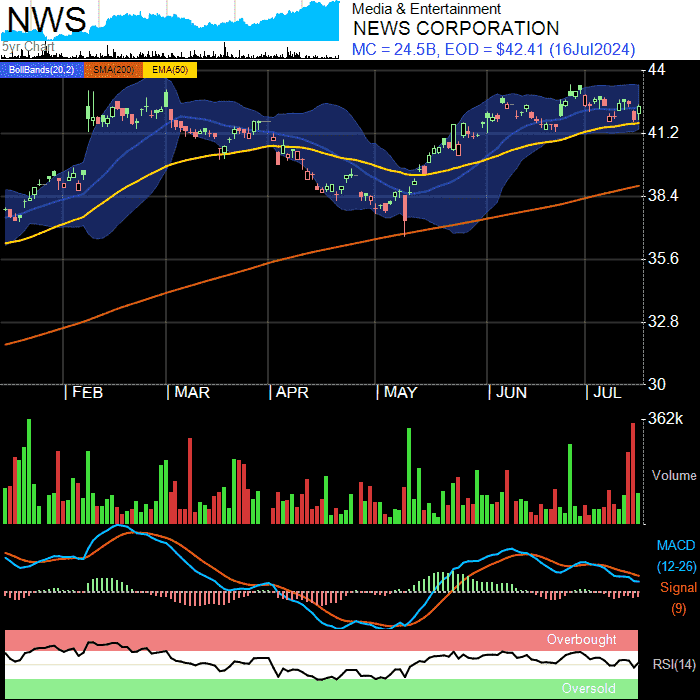 NWS
5yr Chart
Media & Entertainment
NEWS CORPORATION
MC = 24.5B, EOD = $42.41 (16Jul2024)
BollBands(20,2) SMA(200) EMA(50)
44
41.2
38.4
35.6
32.8
30
| FEB | MAR | APR | MAY | JUN | JUL
362k
Volume
MACD
(12-26)
Signal
(9)
Overbought
RSI(14)
Oversold